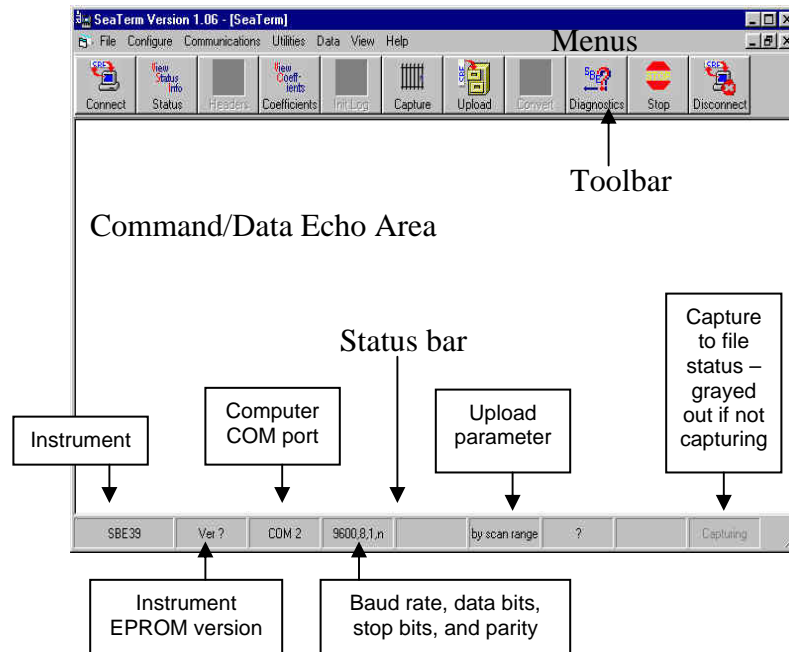 SeaTerm Version 1.06 - [SeaTerm]
File Configure Communications Utilities Data View Help
Menus
SBE
View Status Info
View Coeff- icients
SBE
SBE
STOP
SBE
Connect Status Headers Coefficients Init Log Capture Upload Convert Diagnostics Stop Disconnect
Toolbar
Command/Data Echo Area
Capture
to file
status –
grayed
out if not
capturing
Status bar
Computer
COM port
Upload
parameter
Instrument
SBE39 Ver ? COM 2 9600,8,1,n by scan range ? Capturing
Instrument
EPROM version
Baud rate, data bits,
stop bits, and parity